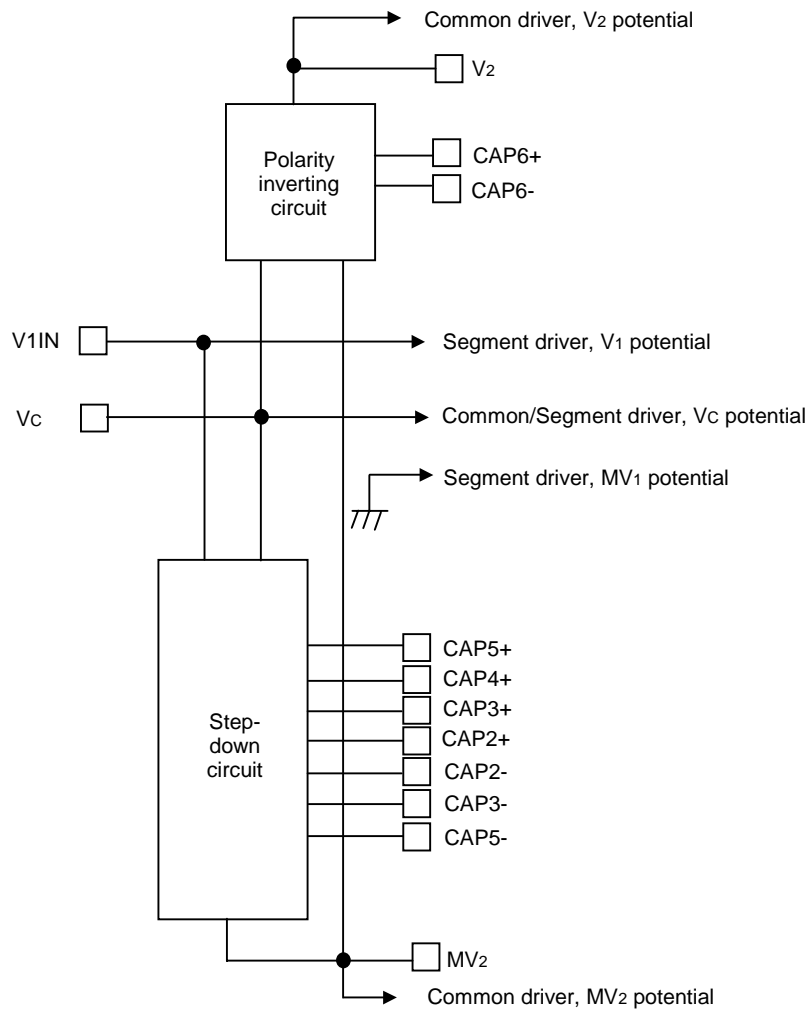 Common driver, V2 potential
V2
Polarity
inverting
circuit
CAP6+
CAP6-
V1IN
Segment driver, V1 potential
VC
Common/Segment driver, VC potential
Segment driver, MV1 potential
Step-
down
circuit
CAP5+
CAP4+
CAP3+
CAP2+
CAP2-
CAP3-
CAP5-
MV2
Common driver, MV2 potential